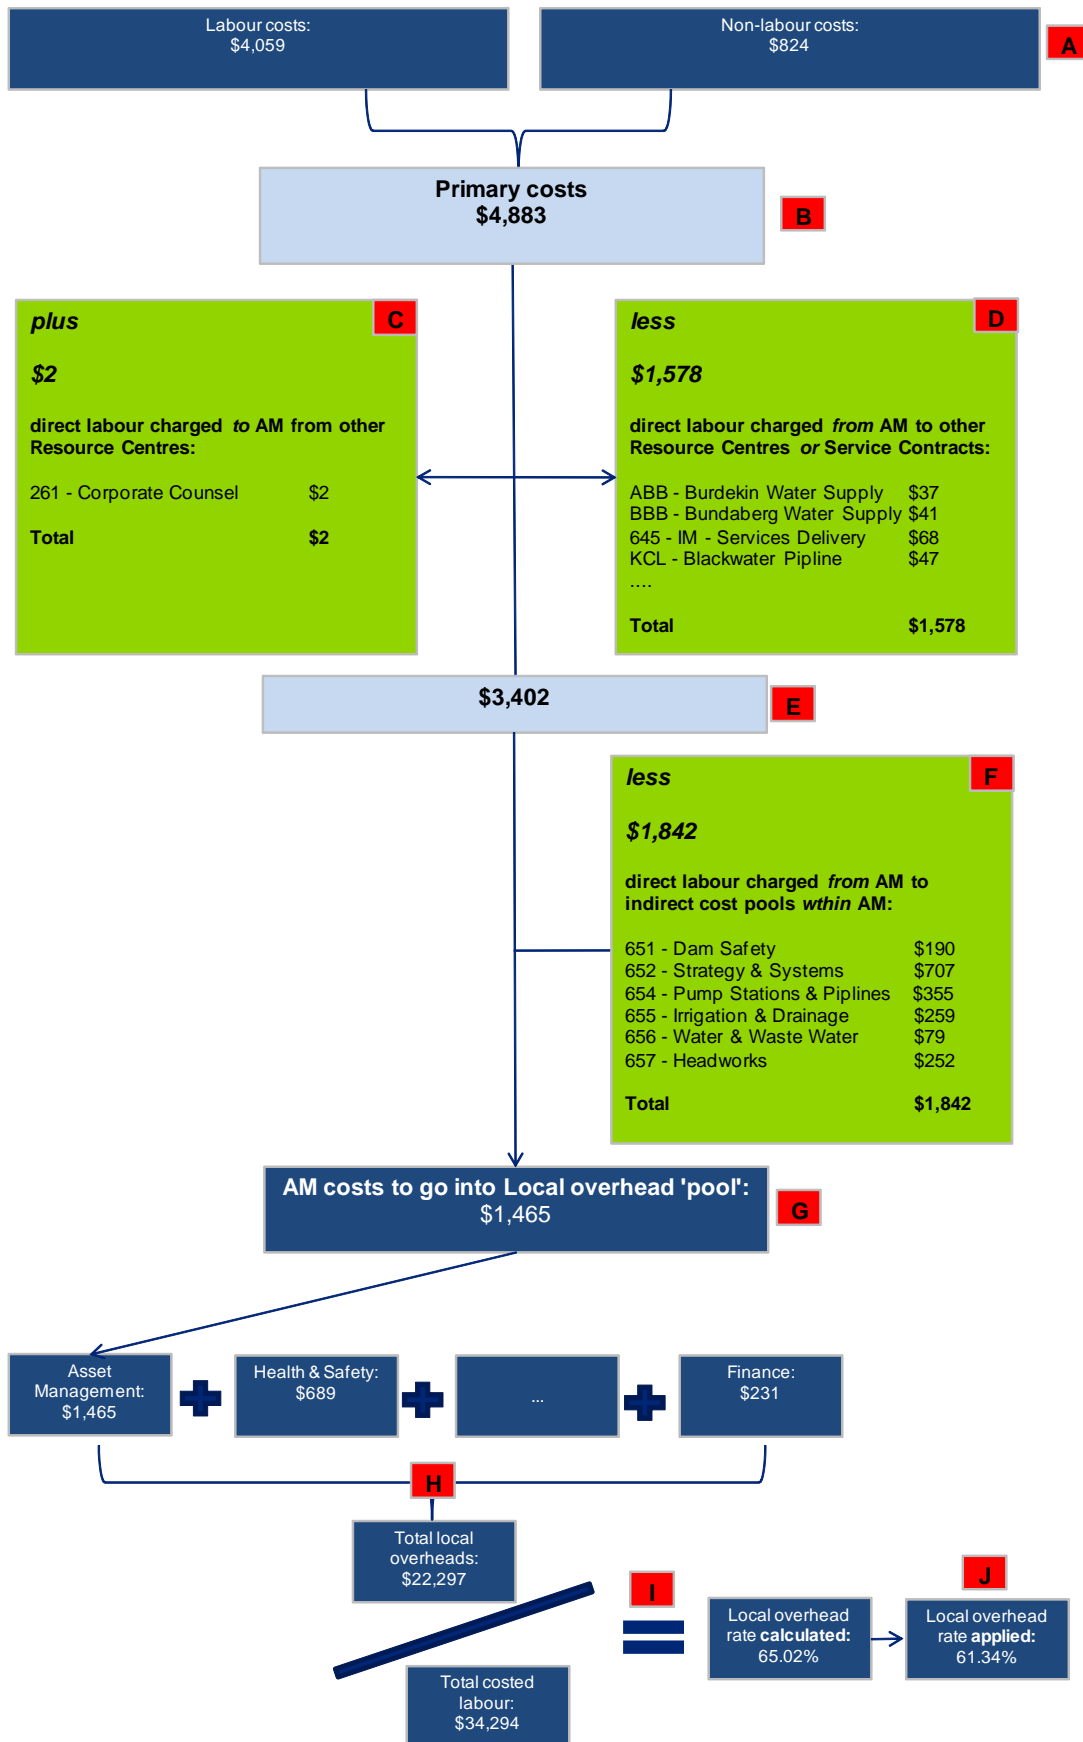 Labour costs:
$4,059
Non-labour costs:
$824
A
Primary costs
$4,883
B
plus
C
$2
direct labour charged to AM from other
Resource Centres:
261 - Corporate Counsel $2
Total $2
less
D
$1,578
direct labour charged from AM to other
Resource Centres or Service Contracts:
ABB - Burdekin Water Supply $37
BBB - Bundaberg Water Supply $41
645 - IM - Services Delivery $68
KCL - Blackwater Pipline $47
....
Total $1,578
$3,402
E
less
F
$1,842
direct labour charged from AM to
indirect cost pools wthin AM:
651 - Dam Safety $190
652 - Strategy & Systems $707
654 - Pump Stations & Piplines $355
655 - Irrigation & Drainage $259
656 - Water & Waste Water $79
657 - Headworks $252
Total $1,842
AM costs to go into Local overhead 'pool':
$1,465
G
Asset
Management:
$1,465
Health & Safety:
$689
...
Finance:
$231
H
Total local
overheads:
$22,297
I
J
Local overhead
rate calculated:
65.02%
Local overhead
rate applied:
61.34%
Total costed
labour:
$34,294